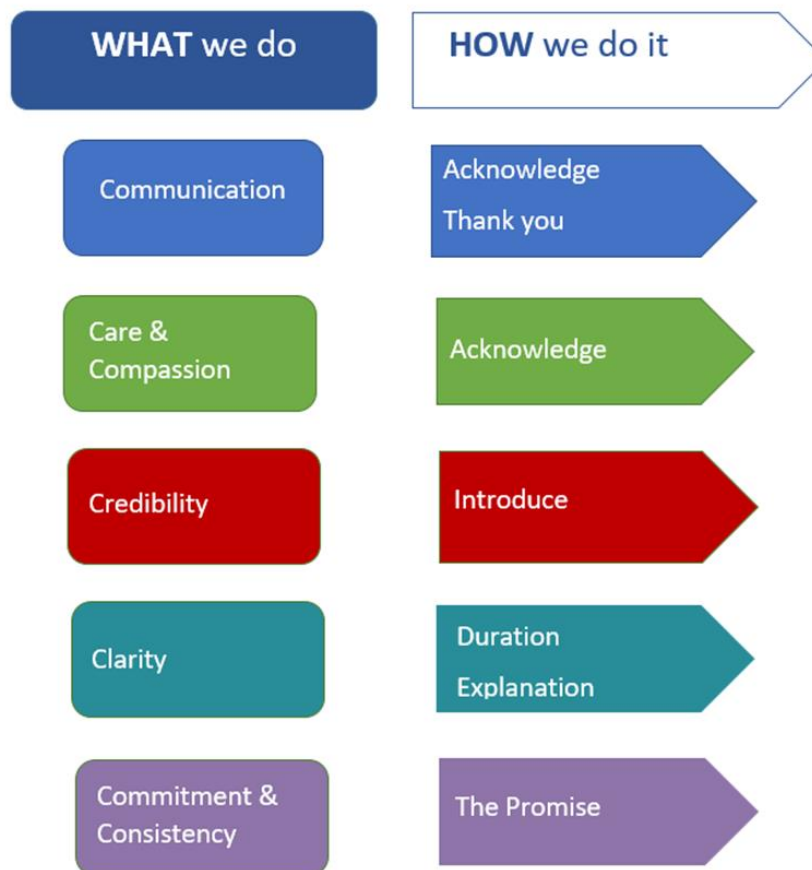 WHAT we do
HOW we do it
Communication
Acknowledge
Thank you
Care &
Compassion
Acknowledge
Credibility
Introduce
Clarity
Duration
Explanation
Commitment &
Consistency
The Promise